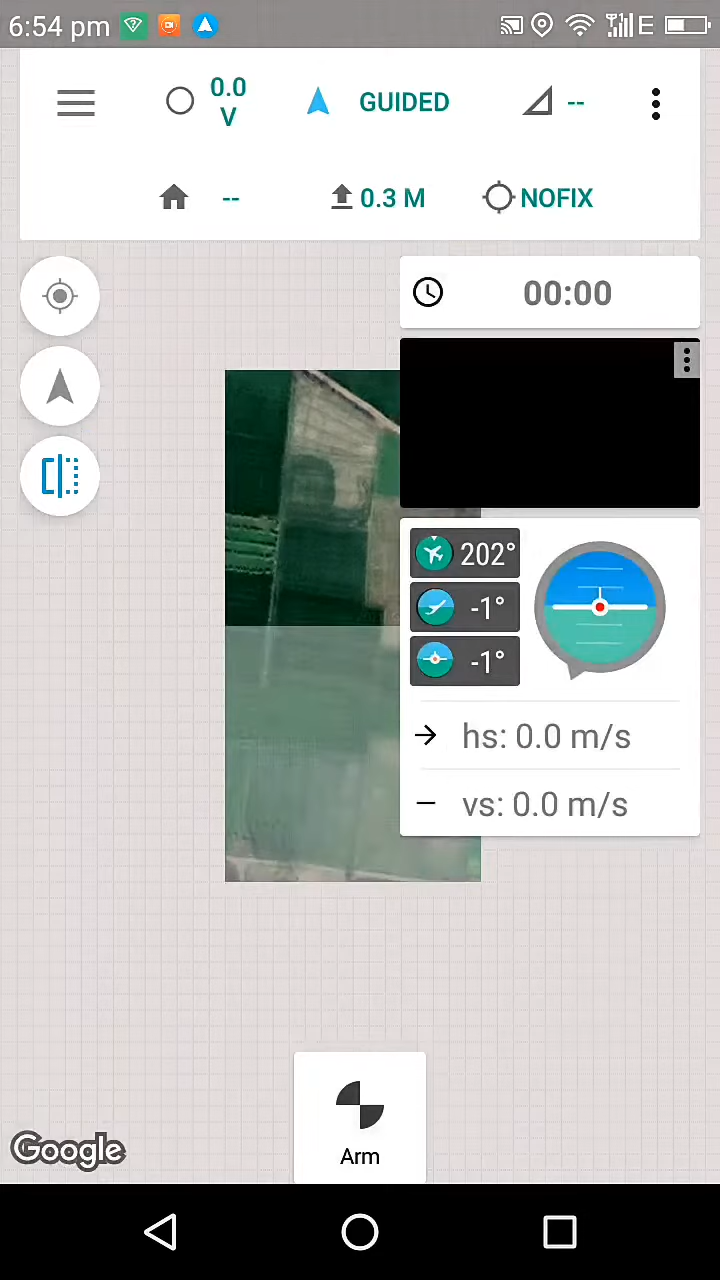 6:54 pm
E
0.0
V
GUIDED
--
--
0.3 M
NOFIX
00:00
202°
-1°
-1°
hs: 0.0 m/s
vs: 0.0 m/s
Arm
Google